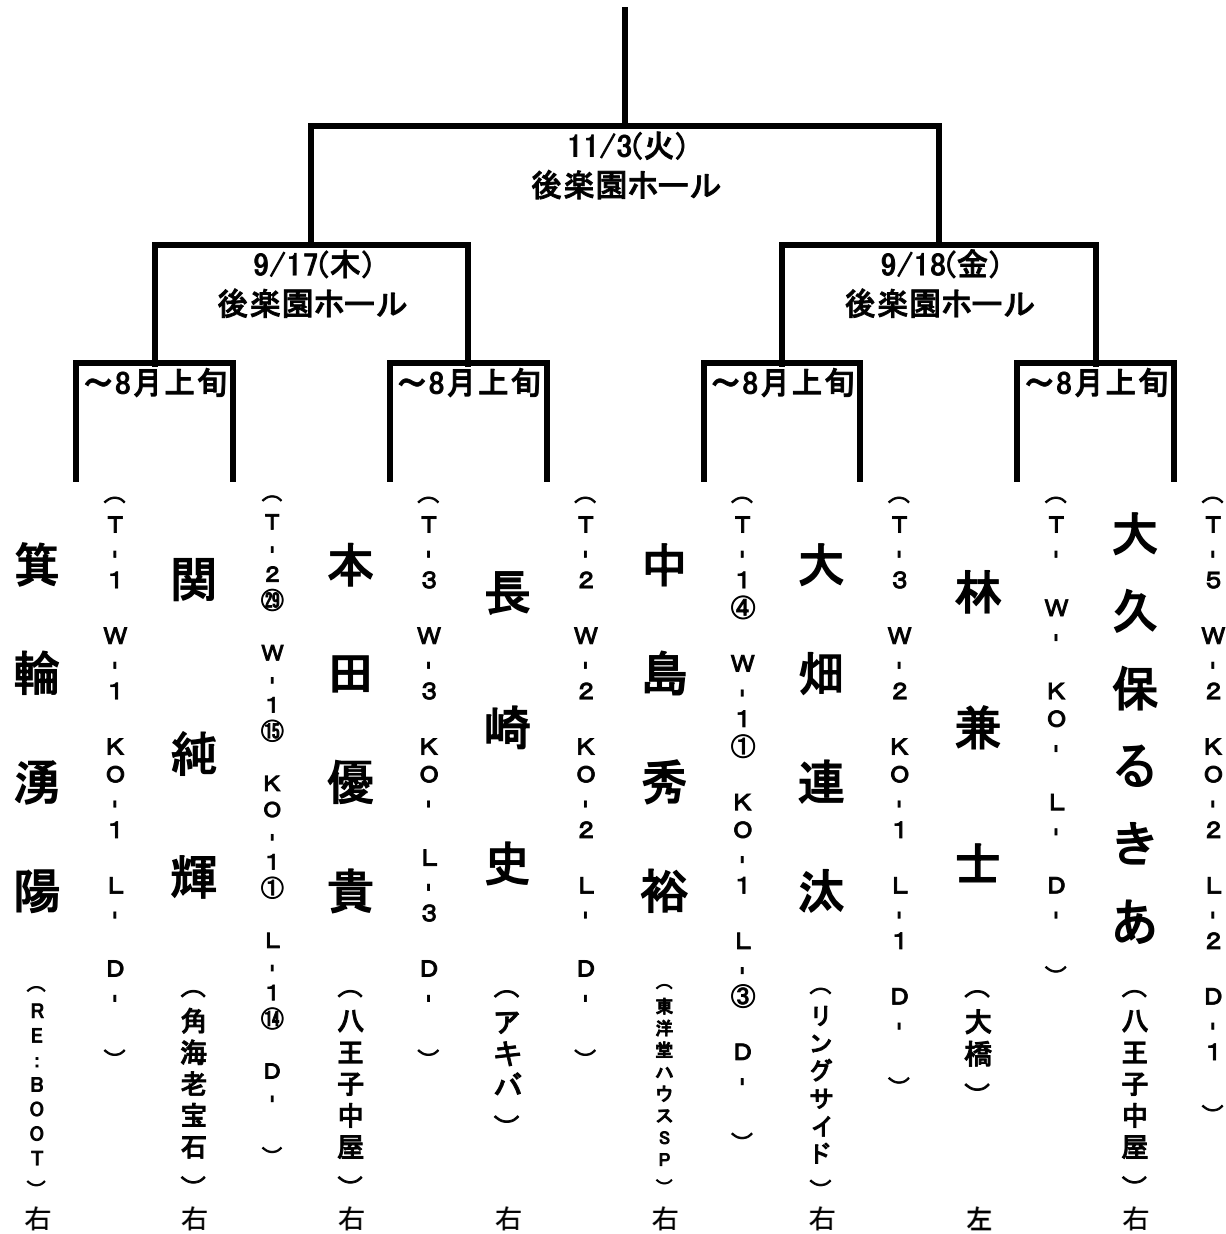 11/3(火)
後楽園ホール
9/17(木)
後楽園ホール
9/18(金)
後楽園ホール
～8月上旬
～8月上旬
～8月上旬
～8月上旬
箕輪湧陽
（RE:BOOT）
右
（T-1 W-1 KO-1 L- D- ）
関純輝
（角海老宝石）
右
（T-2㉙ W-1⑮ KO-1① L-1⑭ D- ）
本田優貴
（八王子中屋）
右
（T-3 W-3 KO- L-3 D- ）
長崎史
（アキバ）
右
（T-2 W-2 KO-2 L- D- ）
中島秀裕
（東洋堂ハウスSP）
右
（T-1④ W-1① KO-1 L-③ D- ）
大畑連汰
（リングサイド）
右
（T-3 W-2 KO-1 L-1 D- ）
林兼士
（大橋）
左
（T- W- KO- L- D- ）
大久保るきあ
（八王子中屋）
右
（T-5 W-2 KO-2 L-2 D-1 ）